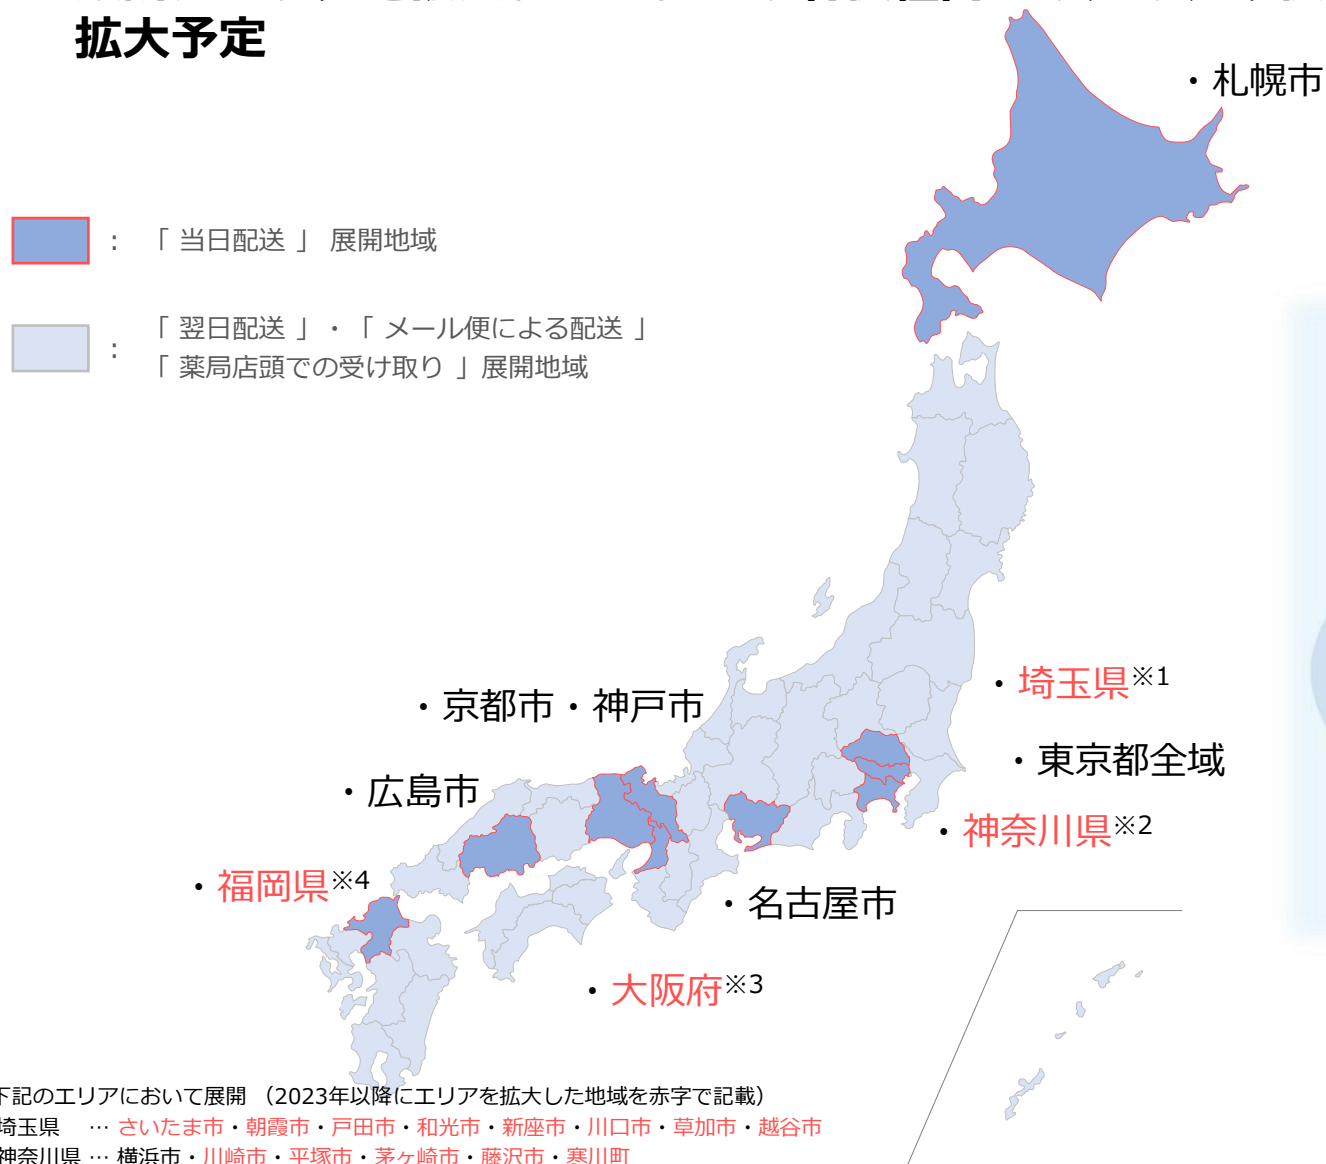 拡大予定
・札幌市
： 「 当日配送 」 展開地域
： 「 翌日配送 」・「 メール便による配送 」
「 薬局店頭での受け取り 」展開地域
・埼玉県※1
・京都市・神戸市
・東京都全域
・広島市
・神奈川県※2
・福岡県※4
・名古屋市
・大阪府※3
下記のエリアにおいて展開 （2023年以降にエリアを拡大した地域を赤字で記載）
埼玉県 … さいたま市・朝霞市・戸田市・和光市・新座市・川口市・草加市・越谷市
神奈川県 … 横浜市・川崎市・平塚市・茅ヶ崎市・藤沢市・寒川町